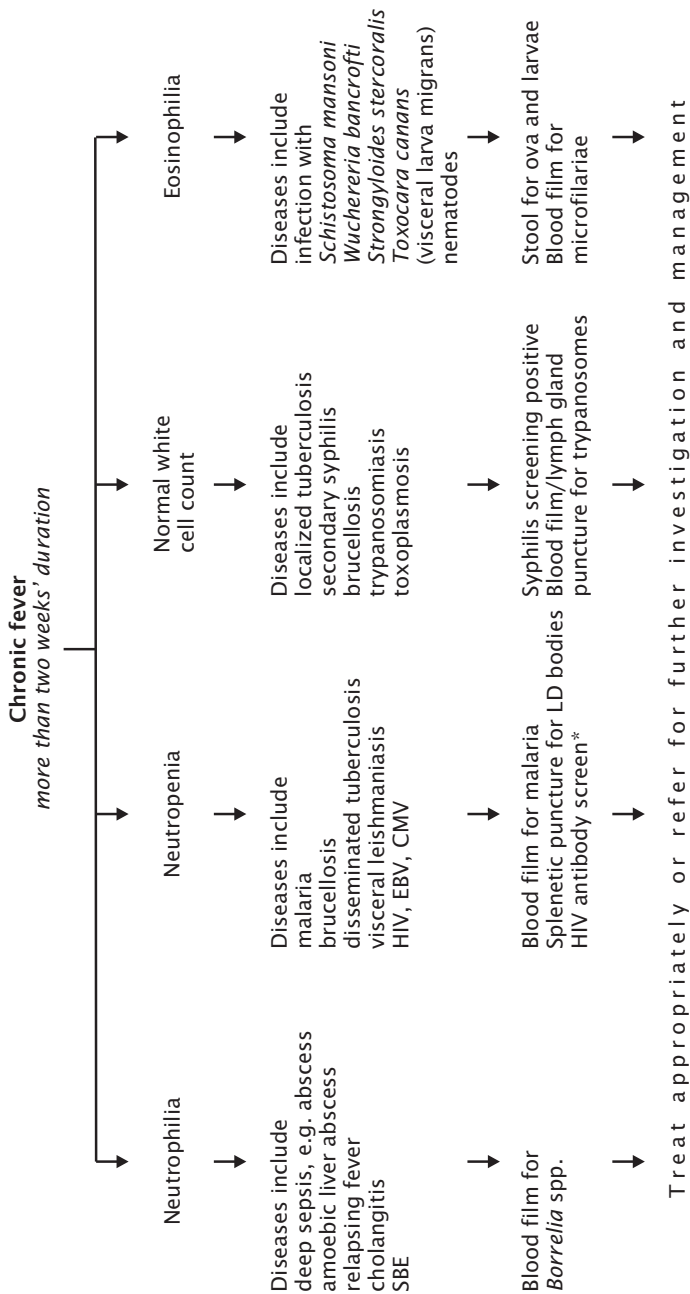 Chronic fever
more than two weeks' duration
Neutrophilia
Diseases include
deep sepsis, e.g. abscess
amoebic liver abscess
relapsing fever
cholangitis
SBE
Blood film for
Borrelia spp.
Neutropenia
Diseases include
malaria
brucellosis
disseminated tuberculosis
visceral leishmaniasis
HIV, EBV, CMV
Blood film for malaria
Splenetic puncture for LD bodies
HIV antibody screen*
Normal white
cell count
Diseases include
localized tuberculosis
secondary syphilis
brucellosis
trypanosomiasis
toxoplasmosis
Syphilis screening positive
Blood film/lymph gland
puncture for trypanosomes
Eosinophilia
Diseases include
infection with
Schistosoma mansoni
Wuchereria bancrofti
Strongyloides stercoralis
Toxocara canans
(visceral larva migrans)
nematodes
Stool for ova and larvae
Blood film for
microfilariae
Treat appropriately or refer for further investigation and management